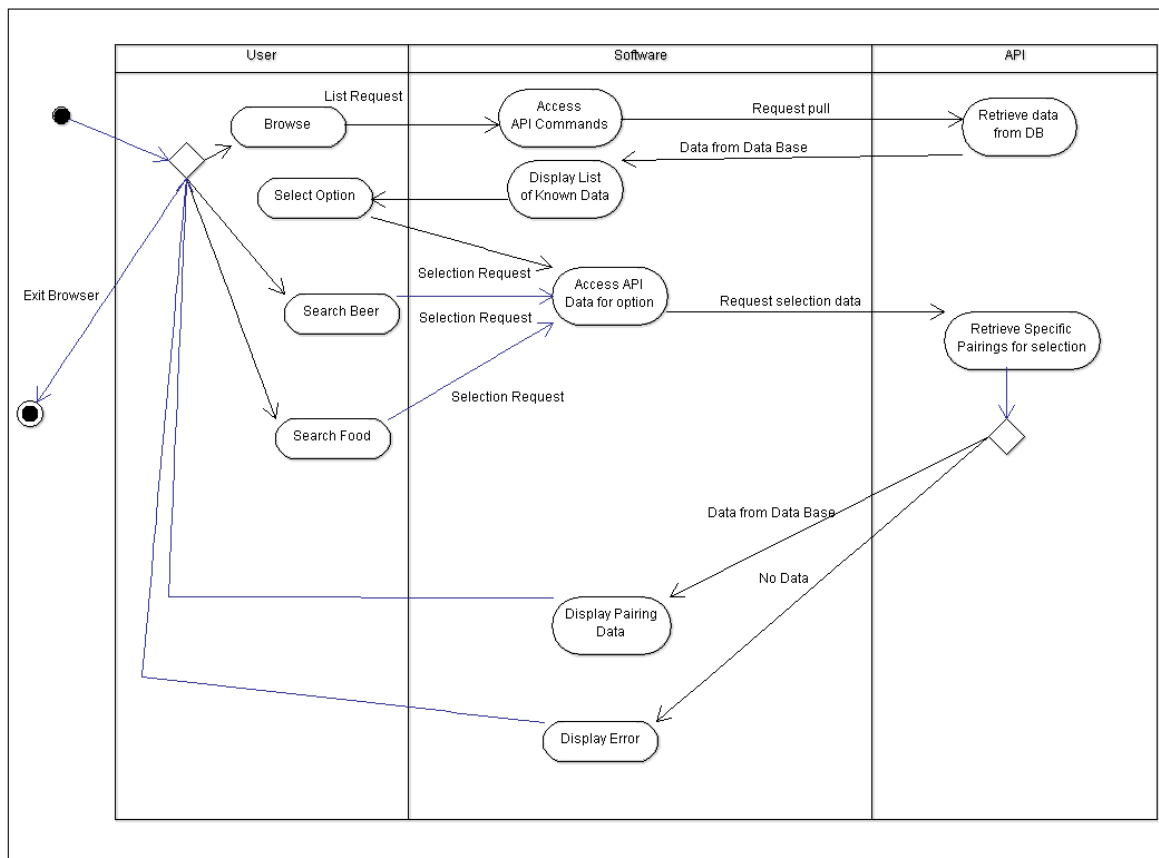 User
Software
API
List Request
Browse
Access
API Commands
Request pull
Retrieve data
from DB
Data from Data Base
Display List
of Known Data
Select Option
Exit Browser
Selection Request
Search Beer
Access API
Data for option
Request selection data
Selection Request
Retrieve Specific
Pairings for selection
Selection Request
Search Food
Data from Data Base
No Data
Display Pairing
Data
Display Error